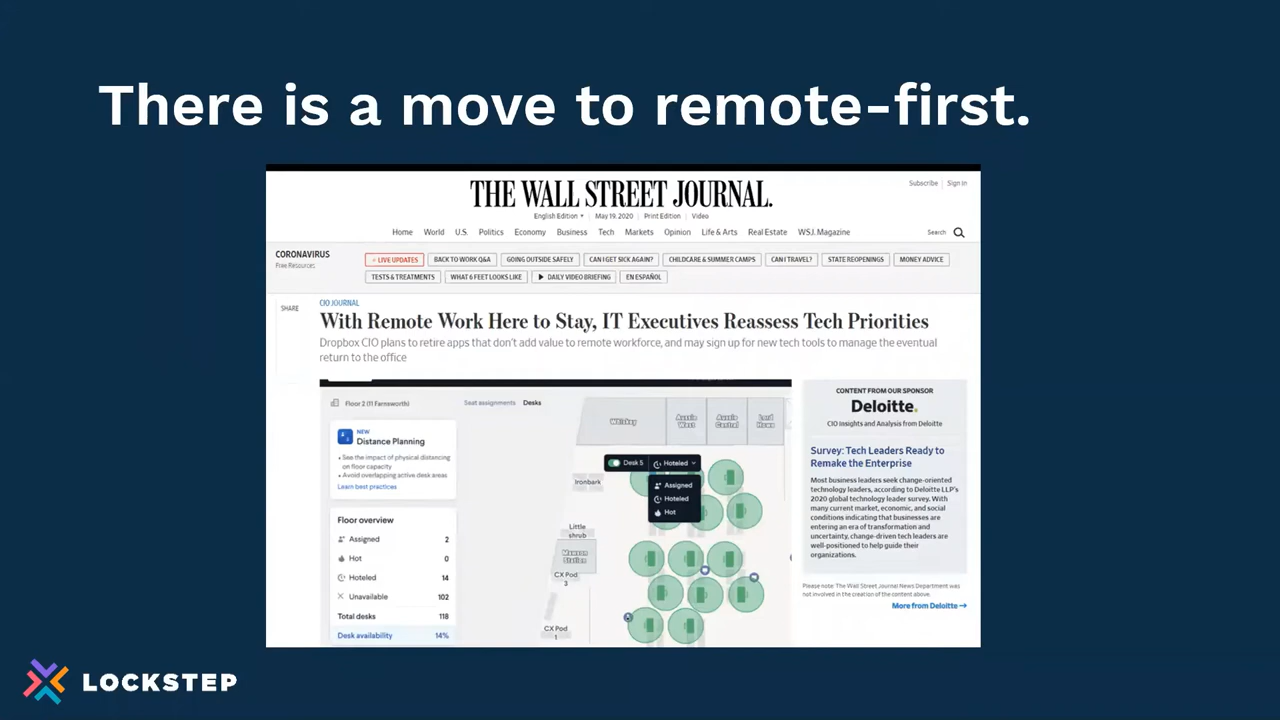 There is a move to remote-first.
THE WALL STREET JOURNAL.
Subscribe | Sign In
English Edition ▾ | May 19, 2020 | Print Edition | Video
Home World U.S. Politics Economy Business Tech Markets Opinion Life & Arts Real Estate WSJ. Magazine Search
CORONAVIRUS
Free Resources
LIVE UPDATES BACK TO WORK Q&A GOING OUTSIDE SAFELY CAN I GET SICK AGAIN? CHILDCARE & SUMMER CAMPS CAN I TRAVEL? STATE REOPENINGS MONEY ADVICE
TESTS & TREATMENTS WHAT 6 FEET LOOKS LIKE ▶ DAILY VIDEO BRIEFING EN ESPAÑOL
SHARE
CIO JOURNAL
With Remote Work Here to Stay, IT Executives Reassess Tech Priorities
Dropbox CIO plans to retire apps that don't add value to remote workforce, and may sign up for new tech tools to manage the eventual
return to the office
Floor 2 (11 Farnsworth)
Seat assignments Desks
NEW
Distance Planning
• See the impact of physical distancing
on floor capacity
• Avoid overlapping active desk areas
Learn best practices
Floor overview
Assigned 2
Hot 0
Hoteled 14
Unavailable 102
Total desks 118
Desk availability 14%
Whiskey
Aussie
West
Aussie
Central
Lord
Howe
Desk 5 Hoteled
Assigned
Hoteled
Hot
Ironbark
Little
shrub
Mawson
Station
CX Pod
3
CX Pod
1
CONTENT FROM OUR SPONSOR
Deloitte.
CIO Insights and Analysis from Deloitte
Survey: Tech Leaders Ready to
Remake the Enterprise
Most business leaders seek change-oriented
technology leaders, according to Deloitte LLP's
2020 global technology leader survey. With
many current market, economic, and social
conditions indicating that businesses are
entering an era of transformation and
uncertainty, change-driven tech leaders are
well-positioned to help guide their
organizations.
Please note: The Wall Street Journal News Department was
not involved in the creation of the content above.
More from Deloitte →
LOCKSTEP